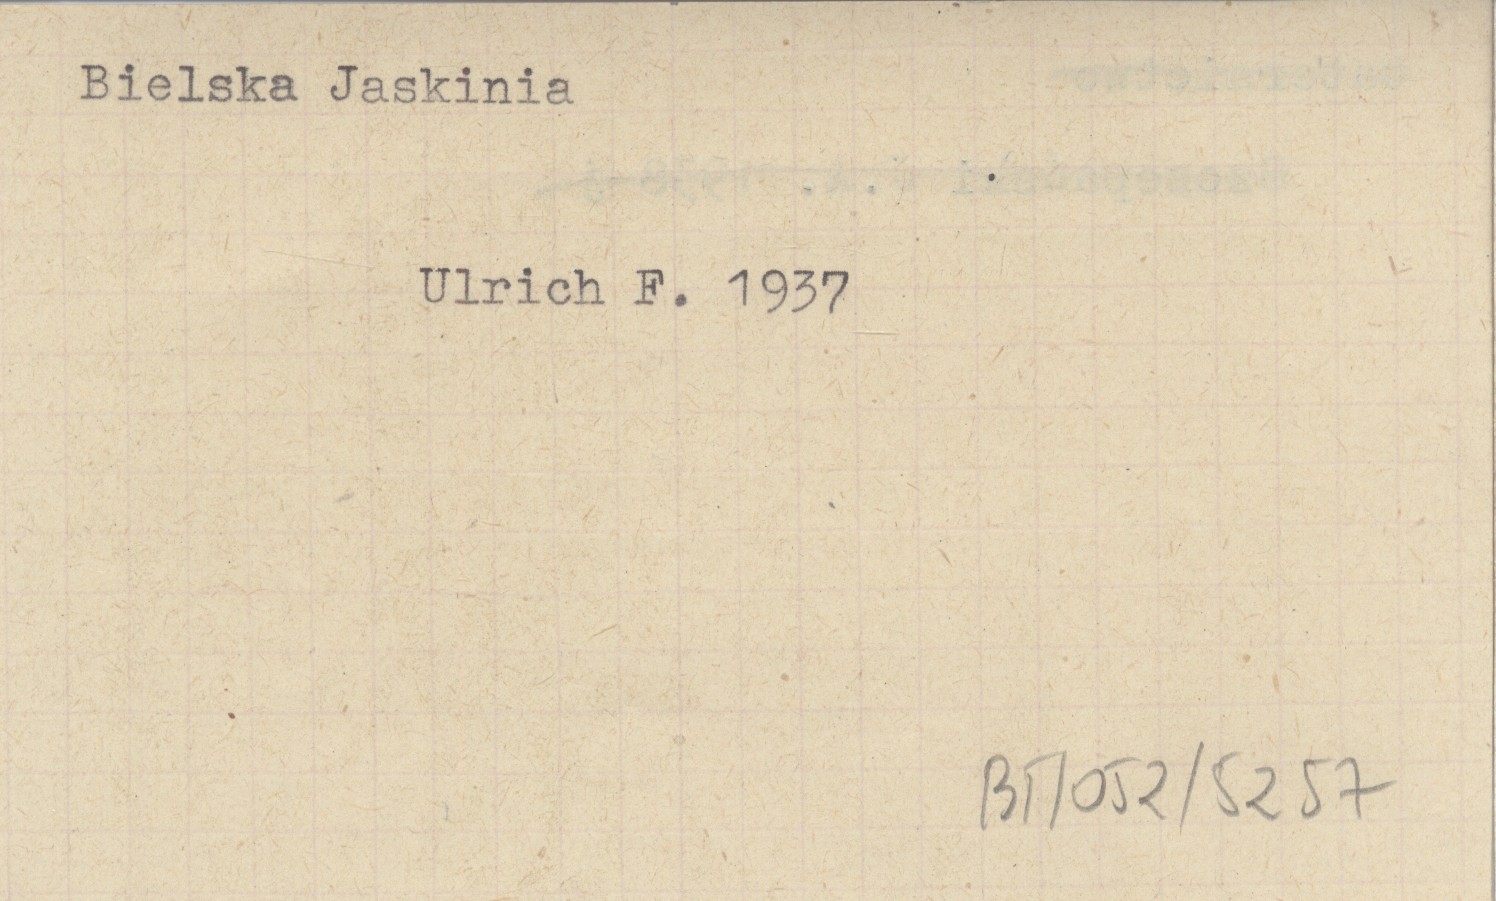 Bielska Jaskinia
Ulrich F. 1937
BT/052/5257